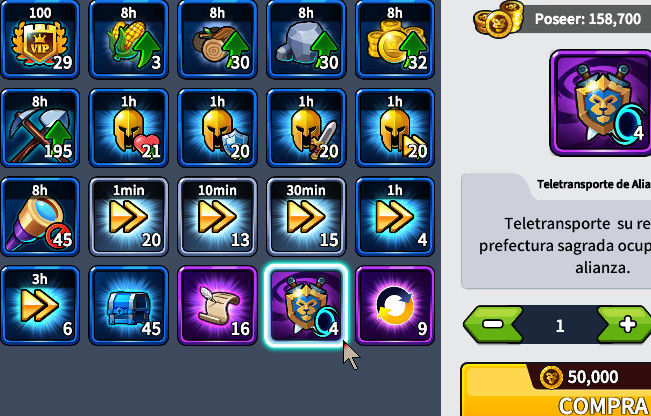 100
8h
8h
8h
8h
VIP
29
3
30
30
32
8h
1h
1h
1h
1h
195
21
20
20
20
8h
1min
10min
30min
1h
45
20
13
15
4
3h
6
45
16
4
9
Poseer: 158,700
4
Teletransporte de Alia
Teletransporte su re
prefectura sagrada ocup
alianza.
1
50,000
COMPRA